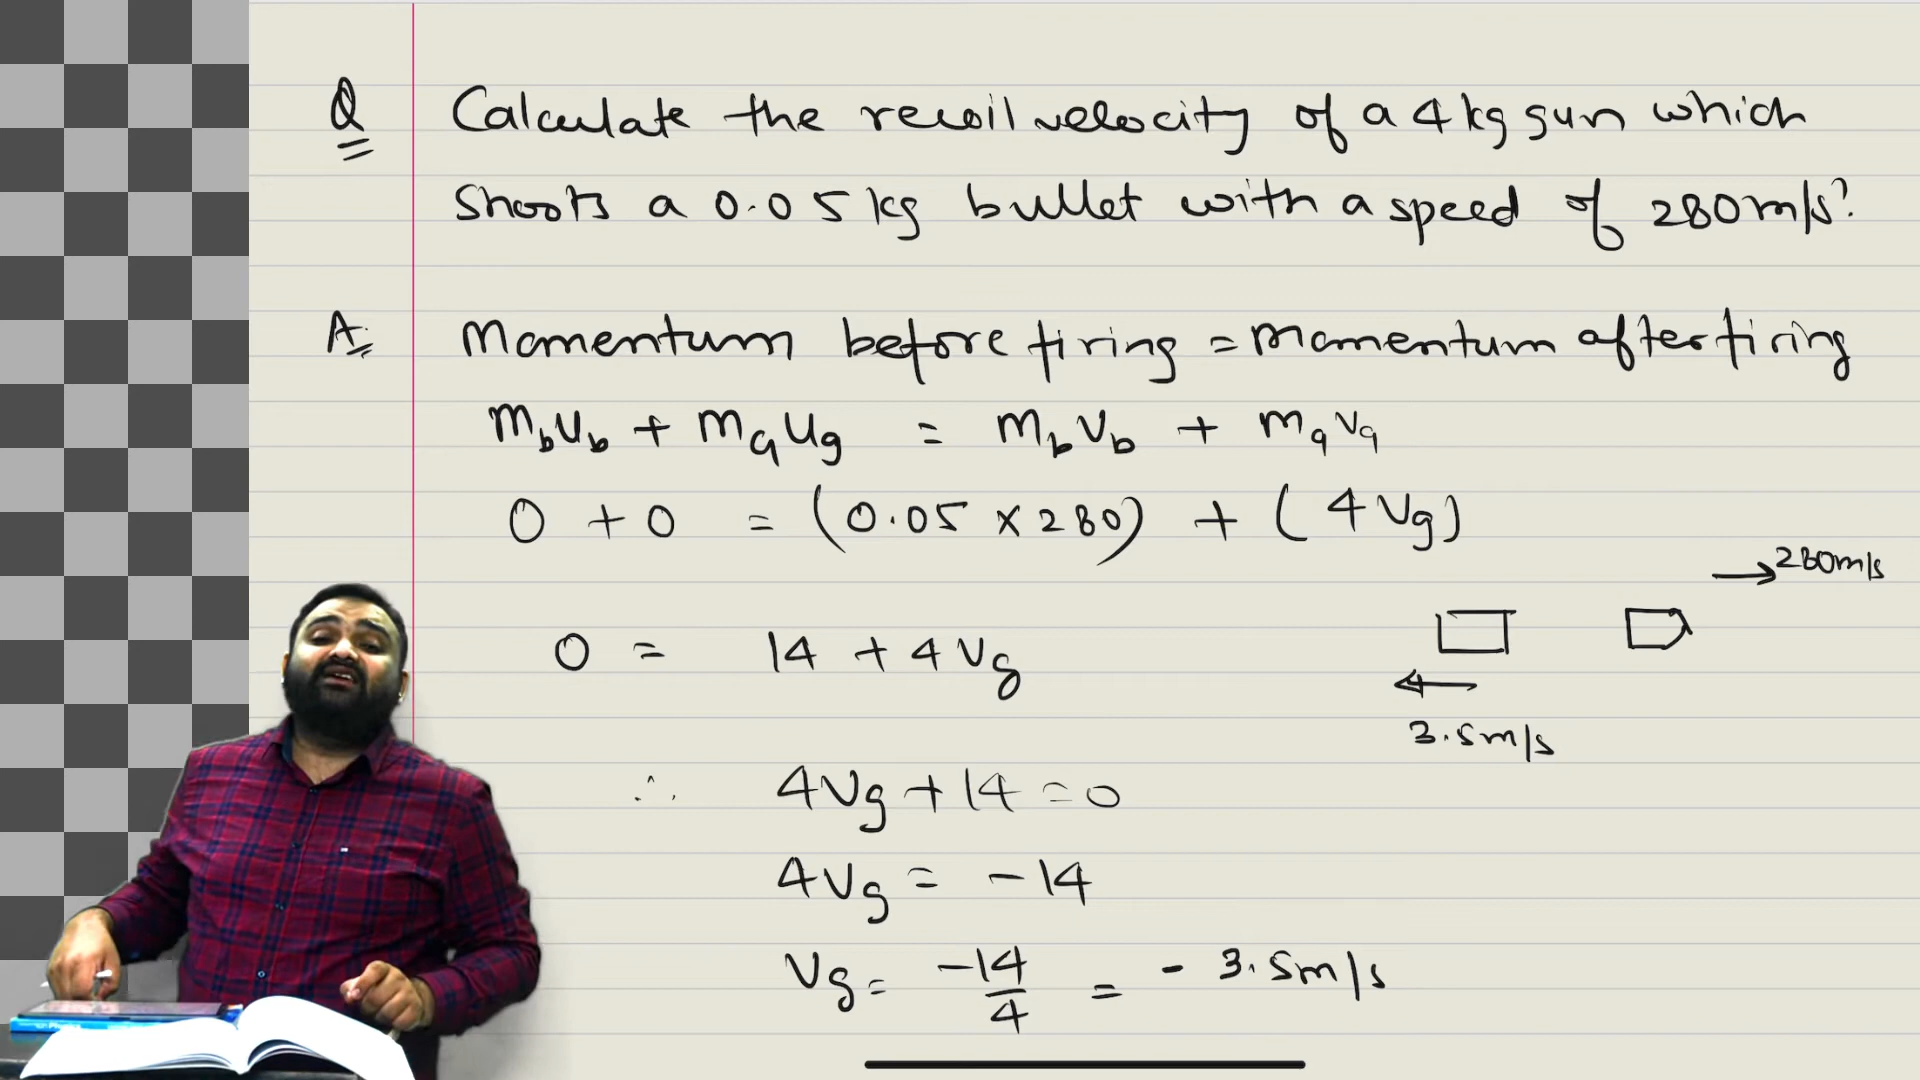 Q Calculate the recoil velocity of a 4 kg gun which
shoots a 0.05 kg bullet with a speed of 280 m/s?
A. Momentum before firing = momentum after firing
mbub + mgug = mbvb + mgvg
0 + 0 = (0.05 × 280) + (4vg)
280m/s
0 = 14 + 4vg
3.5m/s
∴ 4vg + 14 = 0
4vg = -14
vg = -14/4 = - 3.5m/s